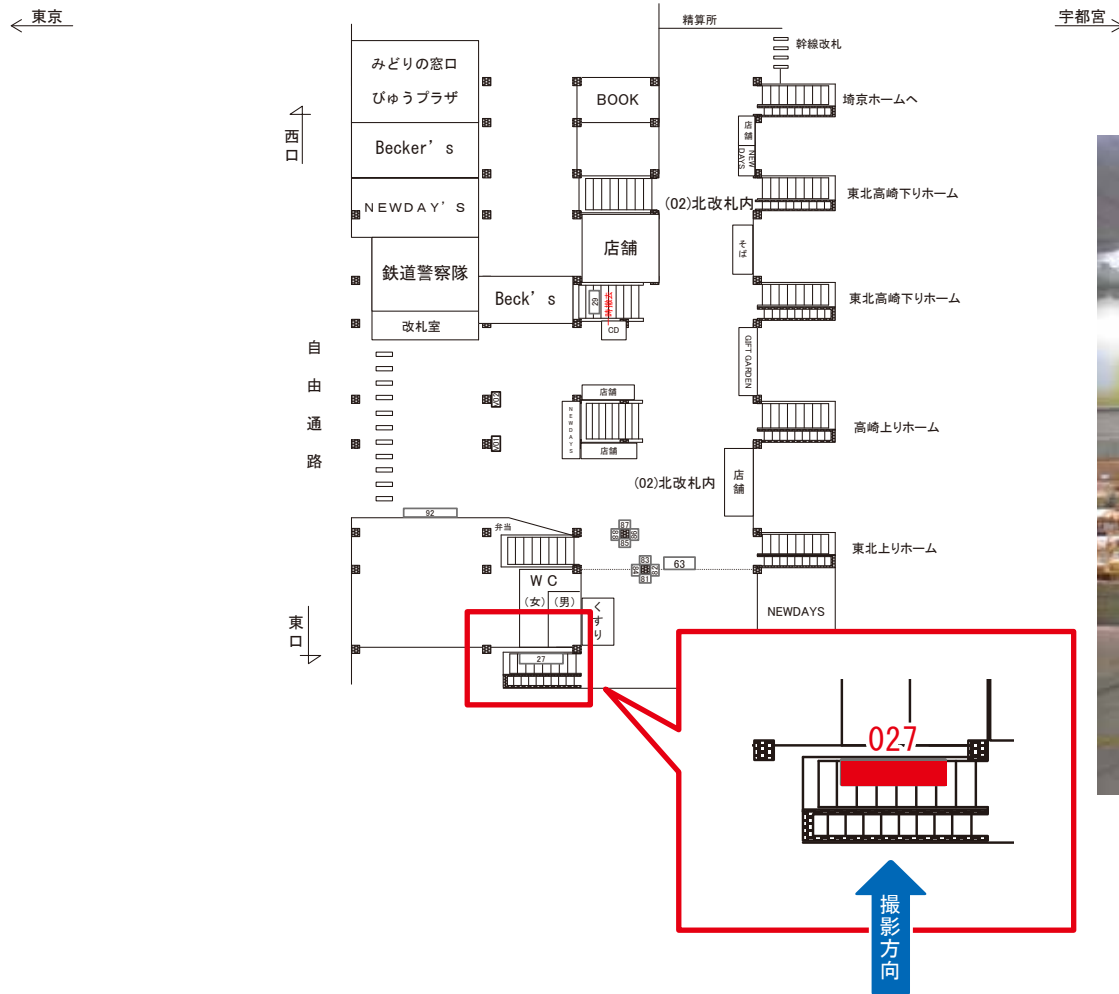 東京
宇都宮
精算所
幹線改札
みどりの窓口
びゅうプラザ
BOOK
埼京ホームへ
西口
Becker’s
店舗
NEW DAYS
NEWDAY’S
(02)北改札内
東北高崎下りホーム
店舗
そば
鉄道警察隊
Beck’s
29
東北高崎下りホーム
改札室
CD
GIFT GARDEN
自由通路
店舗
V02
NEWDAYS
高崎上りホーム
V01
店舗
(02)北改札内
店舗
92
弁当
87
88
86
85
東北上りホーム
83
84
82
81
63
WC
(女)
(男)
くすり
NEWDAYS
東口
27
027
撮影方向